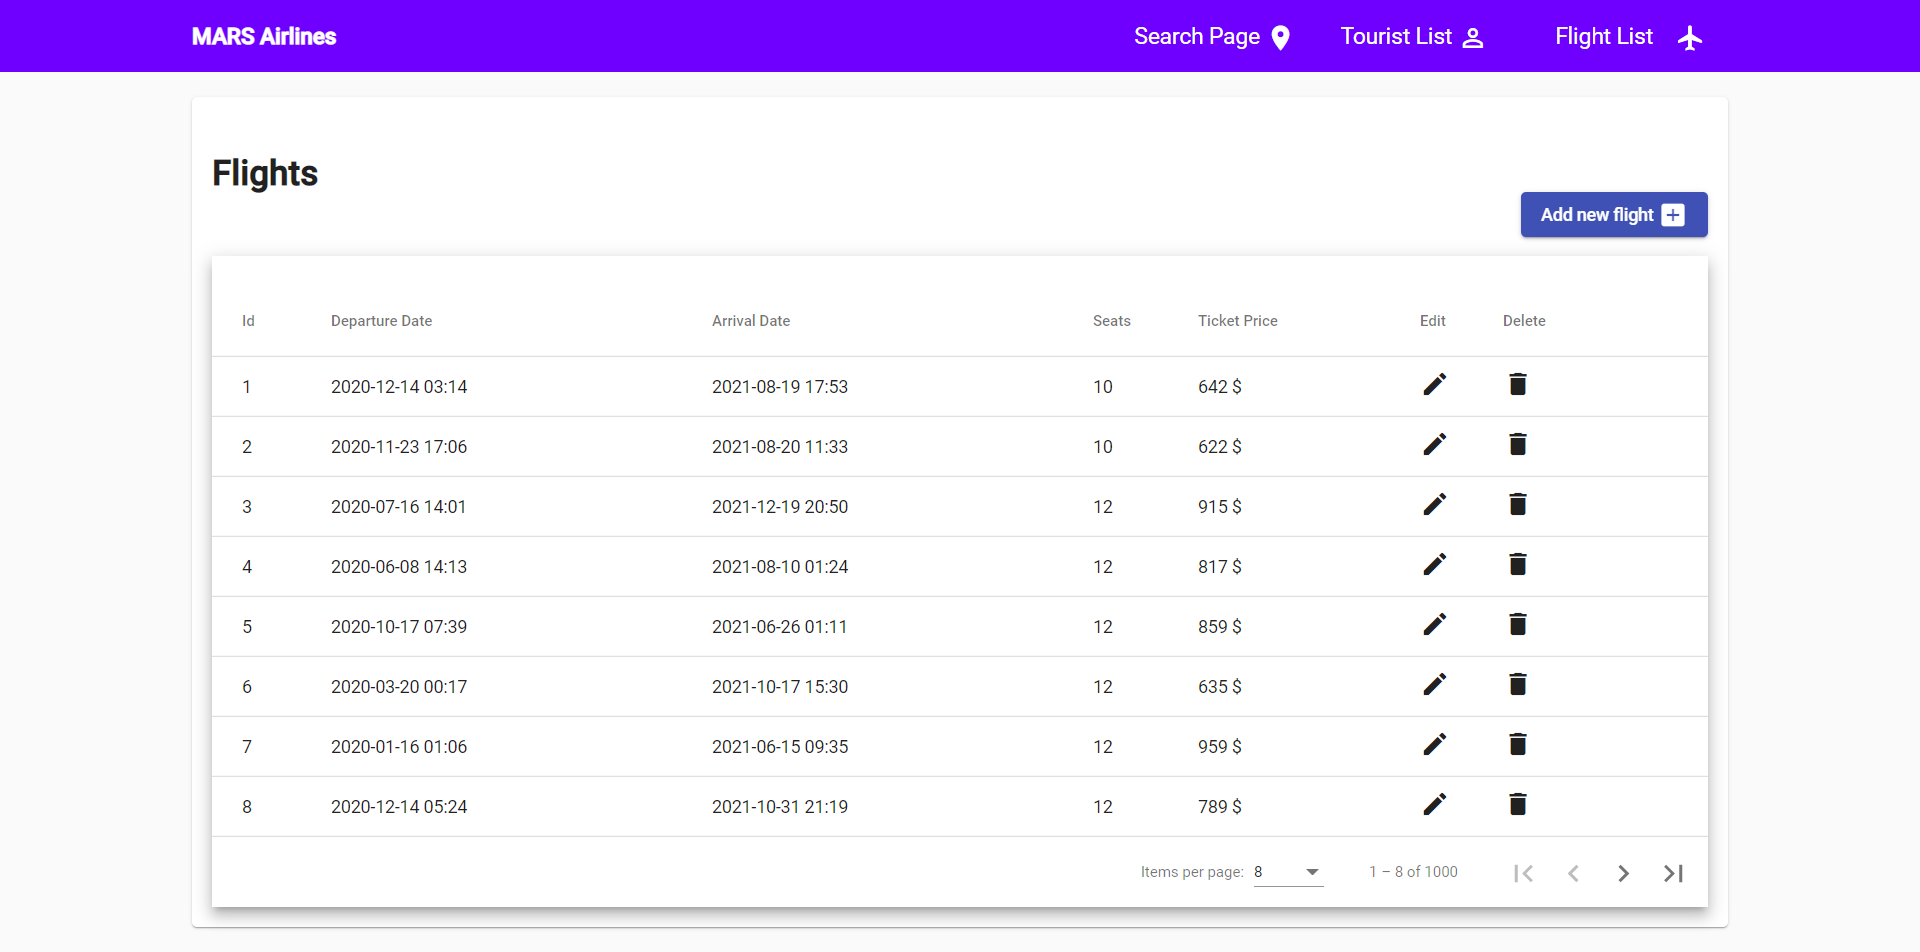 MARS Airlines Search Page Tourist List Flight List
Flights
Add new flight
Id Departure Date Arrival Date Seats Ticket Price Edit Delete
1 2020-12-14 03:14 2021-08-19 17:53 10 642 $
2 2020-11-23 17:06 2021-08-20 11:33 10 622 $
3 2020-07-16 14:01 2021-12-19 20:50 12 915 $
4 2020-06-08 14:13 2021-08-10 01:24 12 817 $
5 2020-10-17 07:39 2021-06-26 01:11 12 859 $
6 2020-03-20 00:17 2021-10-17 15:30 12 635 $
7 2020-01-16 01:06 2021-06-15 09:35 12 959 $
8 2020-12-14 05:24 2021-10-31 21:19 12 789 $
Items per page: 8 1 – 8 of 1000